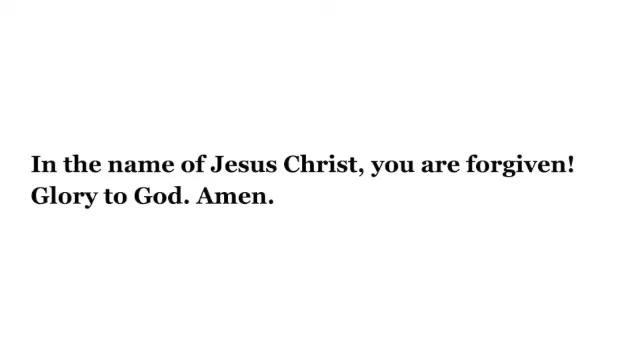 In the name of Jesus Christ, you are forgiven!
Glory to God. Amen.